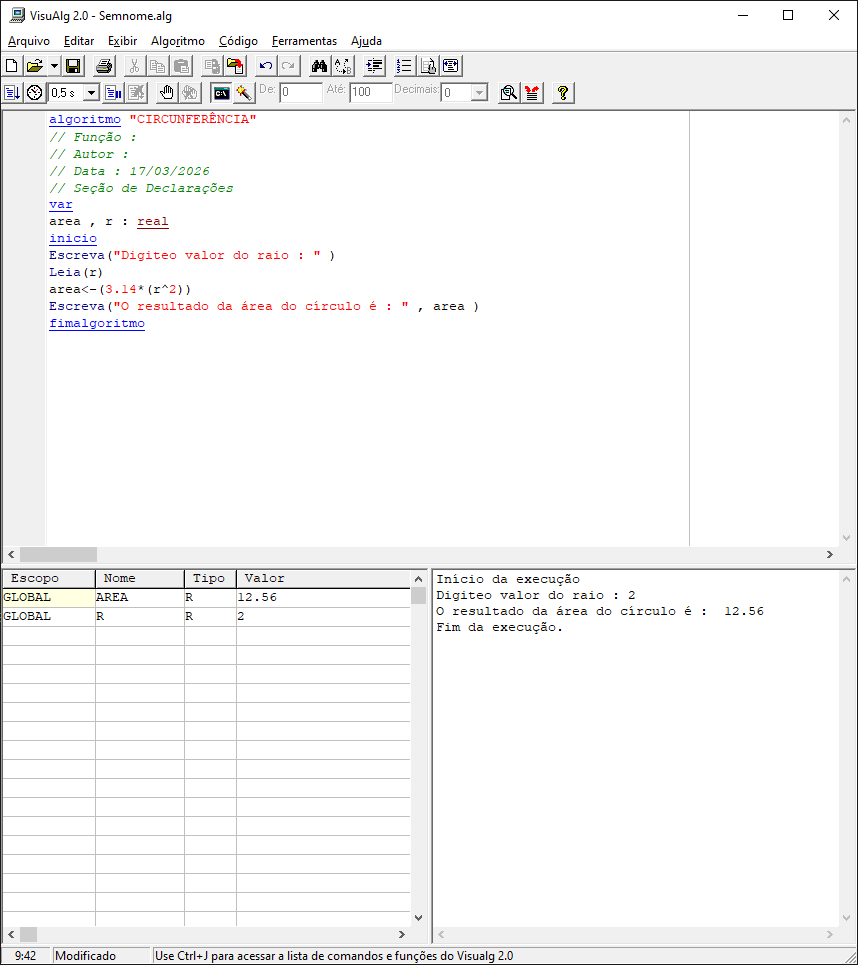 VisuAlg 2.0 - Semnome.alg
Arquivo Editar Exibir Algoritmo Código Ferramentas Ajuda
0,5 s De: 0 Até: 100 Decimais: 0
algoritmo "CIRCUNFERÊNCIA"
// Função :
// Autor :
// Data : 17/03/2026
// Seção de Declarações
var
area , r : real
inicio
Escreva("Digiteo valor do raio : " )
Leia(r)
area<-(3.14*(r^2))
Escreva("O resultado da área do círculo é : " , area )
fimalgoritmo
Escopo Nome Tipo Valor
GLOBAL AREA R 12.56
GLOBAL R R 2
Início da execução
Digiteo valor do raio : 2
O resultado da área do círculo é :  12.56
Fim da execução.
9:42 Modificado Use Ctrl+J para acessar a lista de comandos e funções do Visualg 2.0